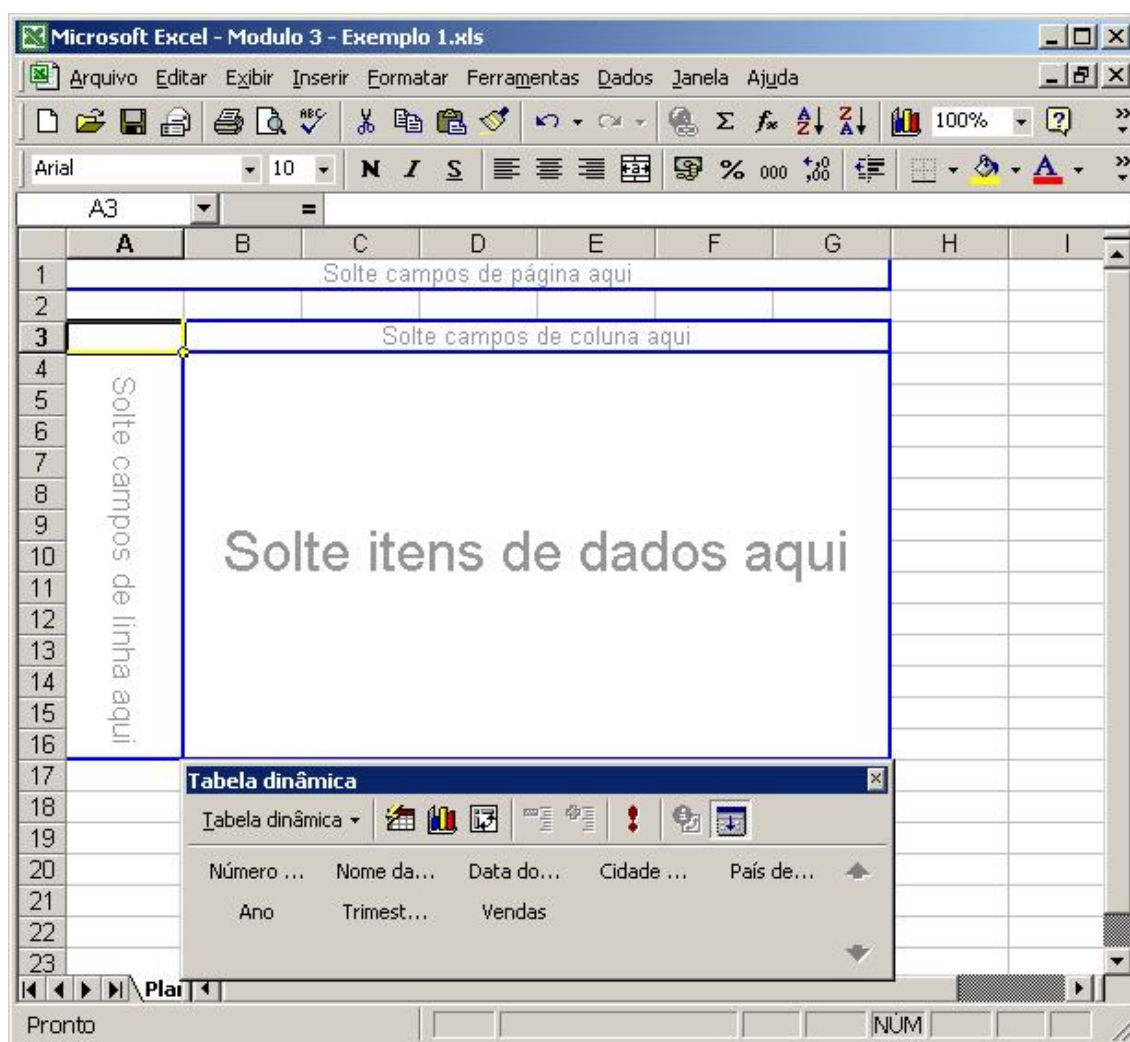 Microsoft Excel - Modulo 3 - Exemplo 1.xls
Arquivo Editar Exibir Inserir Formatar Ferramentas Dados Janela Ajuda
ABC Σ fx A Z Z A 100% ?
Arial 10 N I S % 000 ,0 ,00 A
A3 =
A B C D E F G H I
1 Solte campos de página aqui
2
3 Solte campos de coluna aqui
4
5
6
7
8
9
10
11
12
13
14
15
16
Solte campos de linha aqui
Solte itens de dados aqui
17
18
19
20
21
22
23
Tabela dinâmica
Tabela dinâmica
Número ... Nome da... Data do... Cidade ... País de...
Ano Trimest... Vendas
Plan
Pronto NÚM